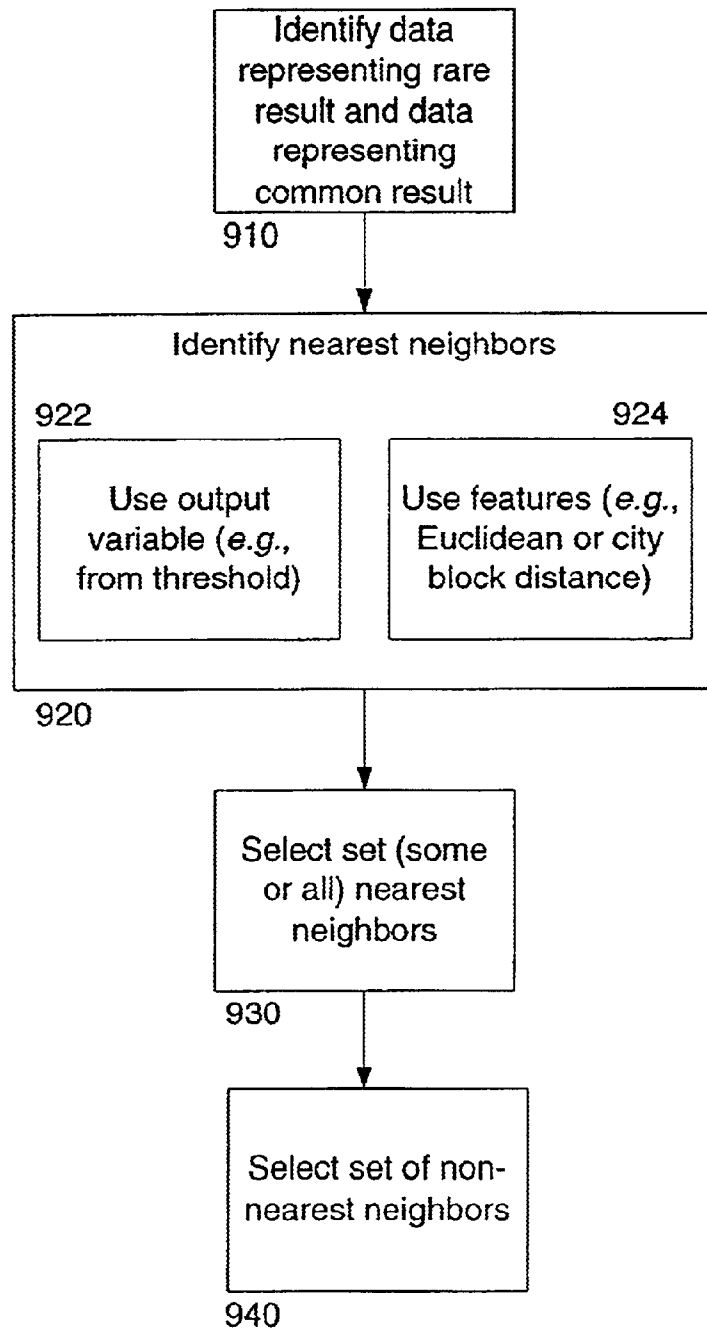 Identify data
representing rare
result and data
representing
common result
910
Identify nearest neighbors
922
924
Use output
variable (e.g.,
from threshold)
Use features (e.g.,
Euclidean or city
block distance)
920
Select set (some
or all) nearest
neighbors
930
Select set of non-
nearest neighbors
940